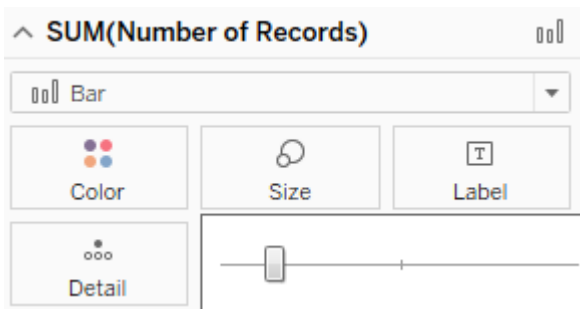 SUM(Number of Records)
Bar
Color
Size
T
Label
Detail